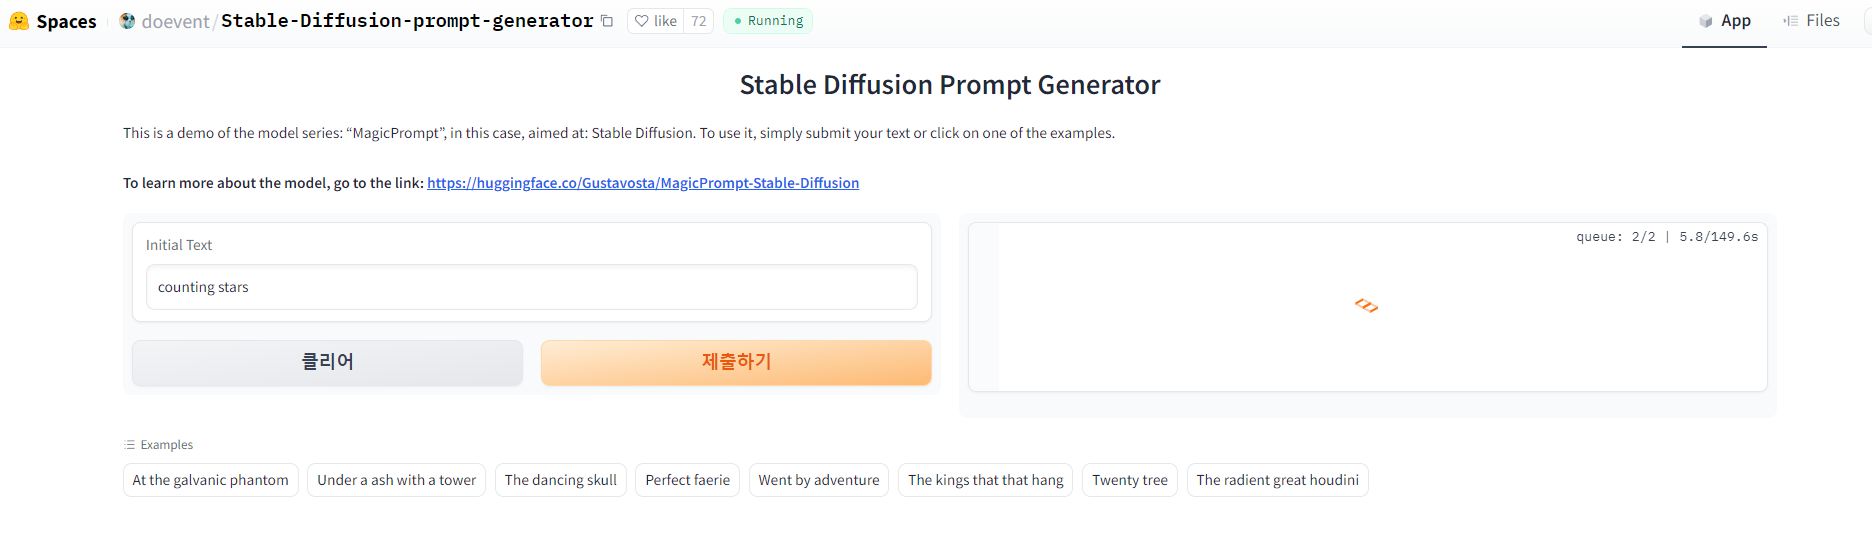 Spaces doevent/Stable-Diffusion-prompt-generator like 72 Running App Files
Stable Diffusion Prompt Generator
This is a demo of the model series: “MagicPrompt”, in this case, aimed at: Stable Diffusion. To use it, simply submit your text or click on one of the examples.
To learn more about the model, go to the link: https://huggingface.co/Gustavosta/MagicPrompt-Stable-Diffusion
Initial Text
counting stars
클리어 제출하기
queue: 2/2 | 5.8/149.6s
Examples
At the galvanic phantom Under a ash with a tower The dancing skull Perfect faerie Went by adventure The kings that that hang Twenty tree The radient great houdini